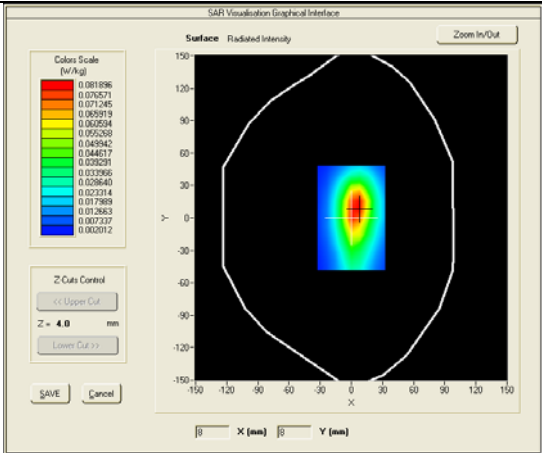 SAR Visualisation Graphical Interface
Surface Radiated Intensity
Zoom In/Out
Colors Scale
(W/kg)
0.081896
0.076571
0.071245
0.065919
0.060594
0.055268
0.049942
0.044617
0.039291
0.033966
0.028640
0.023314
0.017989
0.012663
0.007337
0.002012
Z-Cuts Control
<< Upper Cut
Z = 4.0 mm
Lower Cut >>
SAVE
Cancel
150
120
90
60
30
0
-30
-60
-90
-120
-150
Y
-150 -120 -90 -60 -30 0 30 60 90 120 150
X
8 X (mm) 8 Y (mm)